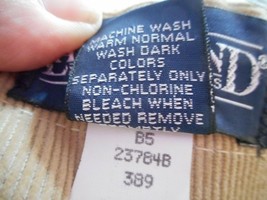 MACHINE WASH
WARM NORMAL
WASH DARK
COLORS
SEPARATELY ONLY
NON-CHLORINE
BLEACH WHEN
NEEDED REMOVE
B5
23784B
389